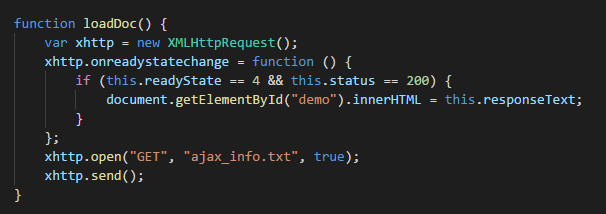 function loadDoc() {
    var xhttp = new XMLHttpRequest();
    xhttp.onreadystatechange = function () {
        if (this.readyState == 4 && this.status == 200) {
            document.getElementById("demo").innerHTML = this.responseText;
        }
    };
    xhttp.open("GET", "ajax_info.txt", true);
    xhttp.send();
}